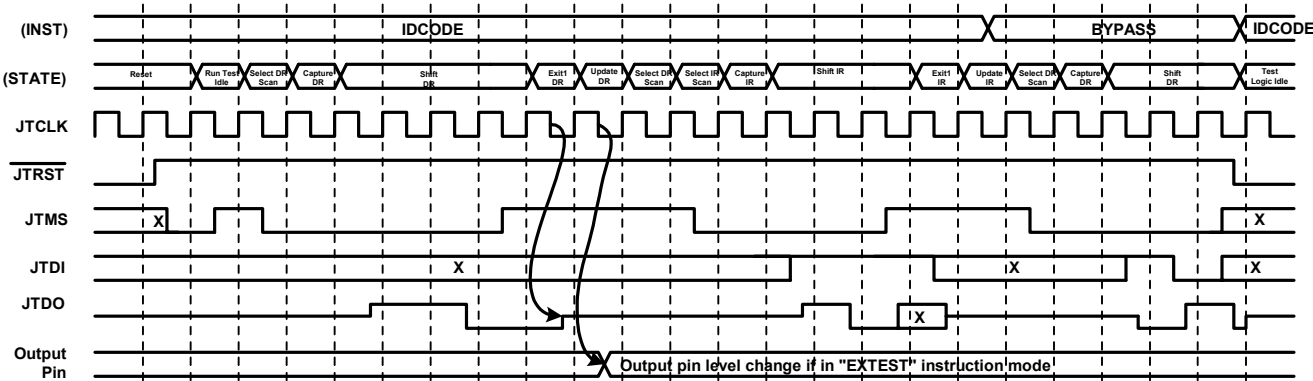 (INST) IDCODE BYPASS IDCODE
(STATE) Reset Run Test Idle Select DR Scan Capture DR Shift DR Exit1 DR Update DR Select DR Scan Select IR Scan Capture IR Shift IR Exit1 IR Update IR Select DR Scan Capture DR Shift DR Test Logic Idle
JTCLK
JTRST
JTMS X X
JTDI X X X
JTDO X
Output Pin Output pin level change if in "EXTEST" instruction mode